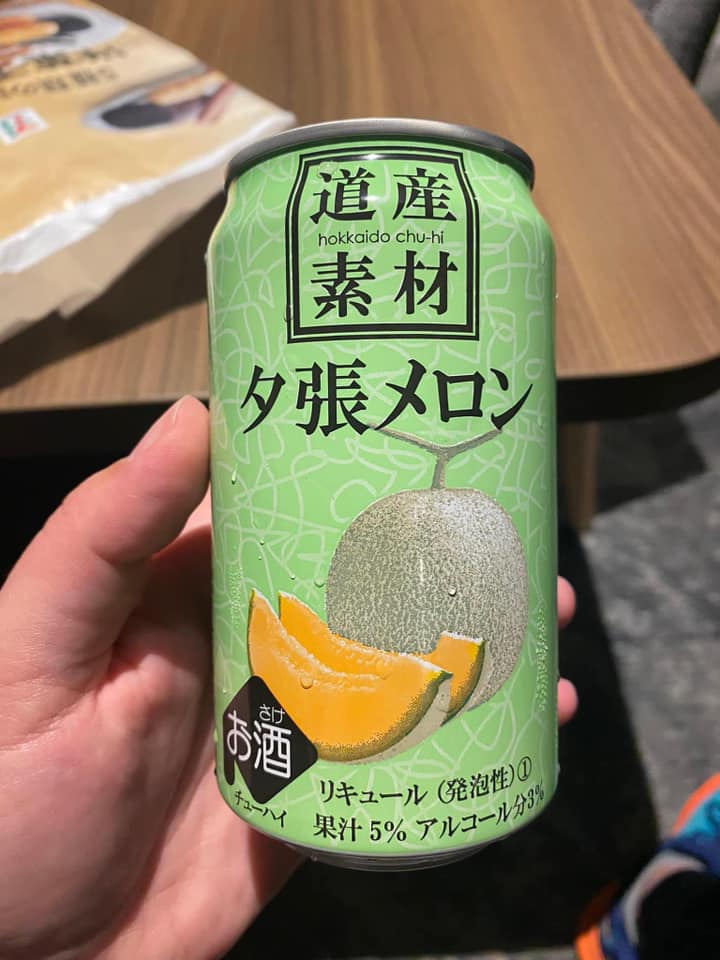 道産
hokkaido chu-hi
素材
夕張メロン
さけ
お酒
チューハイ
リキュール (発泡性)①
果汁5% アルコール分3%